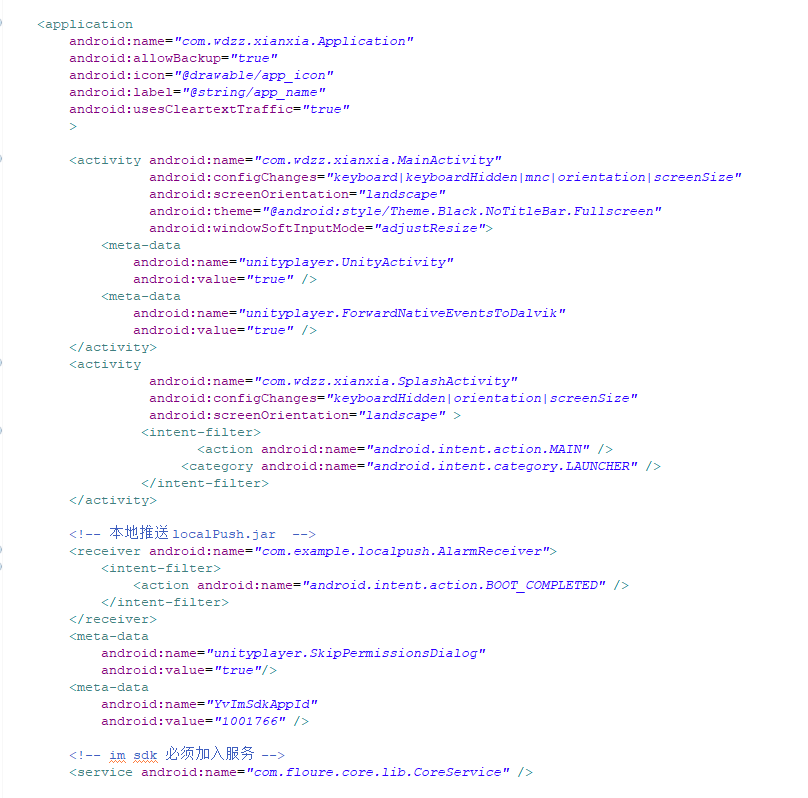 <application
android:name="com.wdzz.xianxia.Application"
android:allowBackup="true"
android:icon="@drawable/app_icon"
android:label="@string/app_name"
android:usesCleartextTraffic="true"
>
<activity android:name="com.wdzz.xianxia.MainActivity"
android:configChanges="keyboard|keyboardHidden|mnc|orientation|screenSize"
android:screenOrientation="landscape"
android:theme="@android:style/Theme.Black.NoTitleBar.Fullscreen"
android:windowSoftInputMode="adjustResize">
<meta-data
android:name="unityplayer.UnityActivity"
android:value="true" />
<meta-data
android:name="unityplayer.ForwardNativeEventsToDalvik"
android:value="true" />
</activity>
<activity
android:name="com.wdzz.xianxia.SplashActivity"
android:configChanges="keyboardHidden|orientation|screenSize"
android:screenOrientation="landscape" >
<intent-filter>
<action android:name="android.intent.action.MAIN" />
<category android:name="android.intent.category.LAUNCHER" />
</intent-filter>
</activity>
<!-- 本地推送 localPush.jar  -->
<receiver android:name="com.example.localpush.AlarmReceiver">
<intent-filter>
<action android:name="android.intent.action.BOOT_COMPLETED" />
</intent-filter>
</receiver>
<meta-data
android:name="unityplayer.SkipPermissionsDialog"
android:value="true"/>
<meta-data
android:name="YvImSdkAppId"
android:value="1001766" />
<!-- im sdk 必须加入服务 -->
<service android:name="com.floure.core.lib.CoreService" />